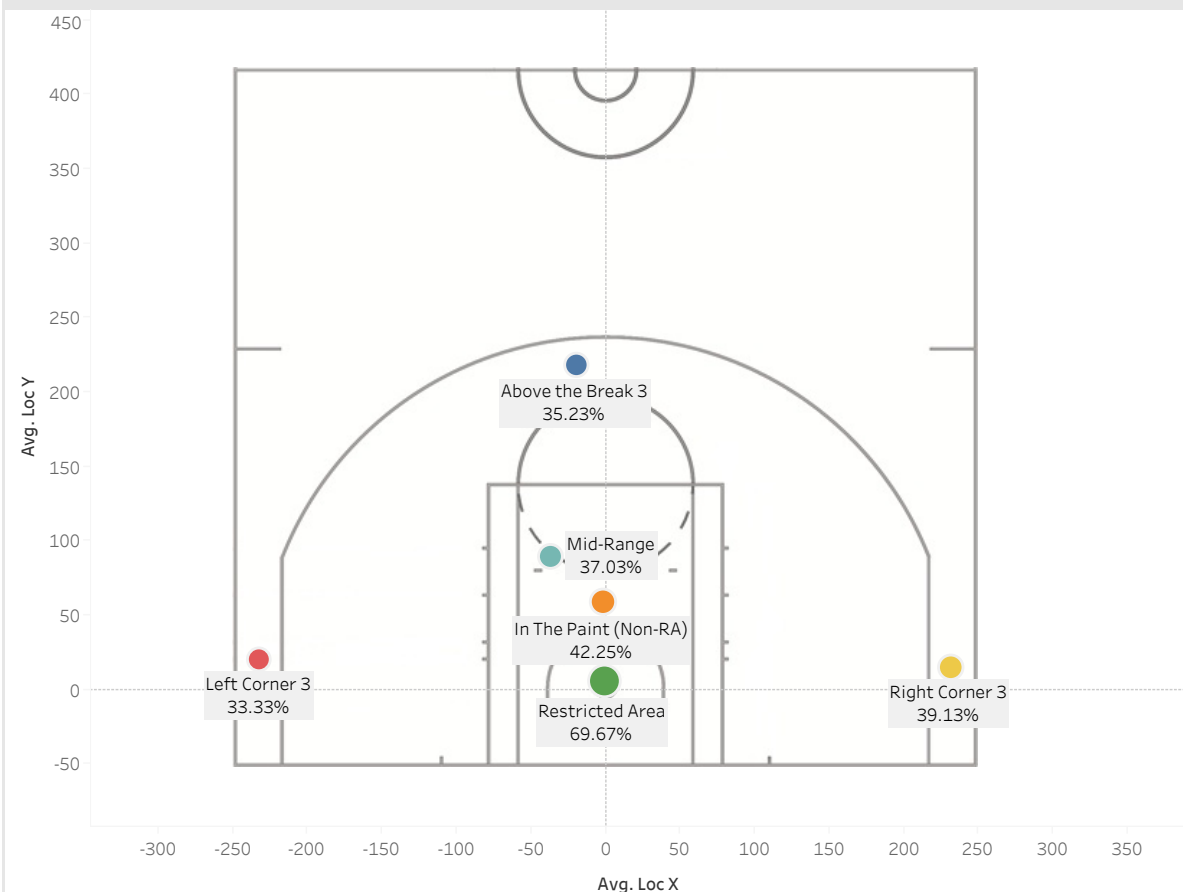 450
400
350
300
250
200
150
100
50
0
-50
Avg. Loc Y
Above the Break 3
35.23%
Mid-Range
37.03%
In The Paint (Non-RA)
42.25%
Left Corner 3
33.33%
Restricted Area
69.67%
Right Corner 3
39.13%
-300 -250 -200 -150 -100 -50 0 50 100 150 200 250 300 350
Avg. Loc X